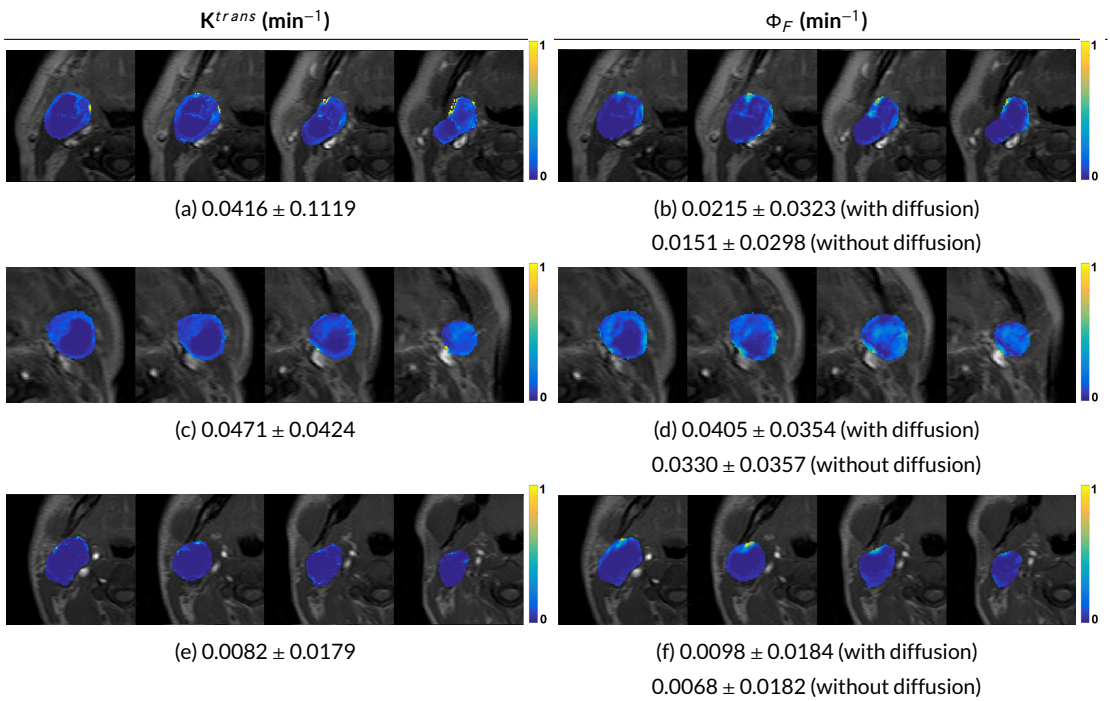 K^trans (min⁻¹)
Φ_F (min⁻¹)
1
0
1
0
(a) 0.0416 ± 0.1119
(b) 0.0215 ± 0.0323 (with diffusion)
0.0151 ± 0.0298 (without diffusion)
1
0
1
0
(c) 0.0471 ± 0.0424
(d) 0.0405 ± 0.0354 (with diffusion)
0.0330 ± 0.0357 (without diffusion)
1
0
1
0
(e) 0.0082 ± 0.0179
(f) 0.0098 ± 0.0184 (with diffusion)
0.0068 ± 0.0182 (without diffusion)